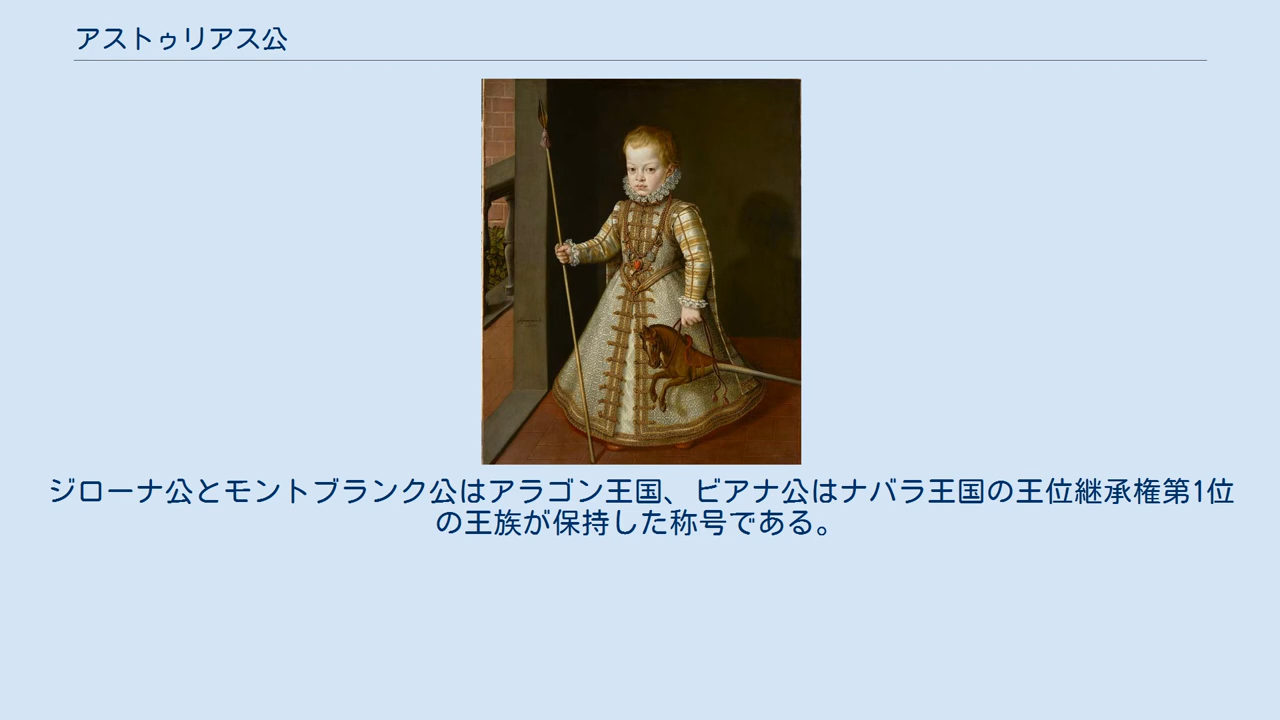 アストゥリアス公
ジローナ公とモントブランク公はアラゴン王国、ビアナ公はナバラ王国の王位継承権第1位
の王族が保持した称号である。